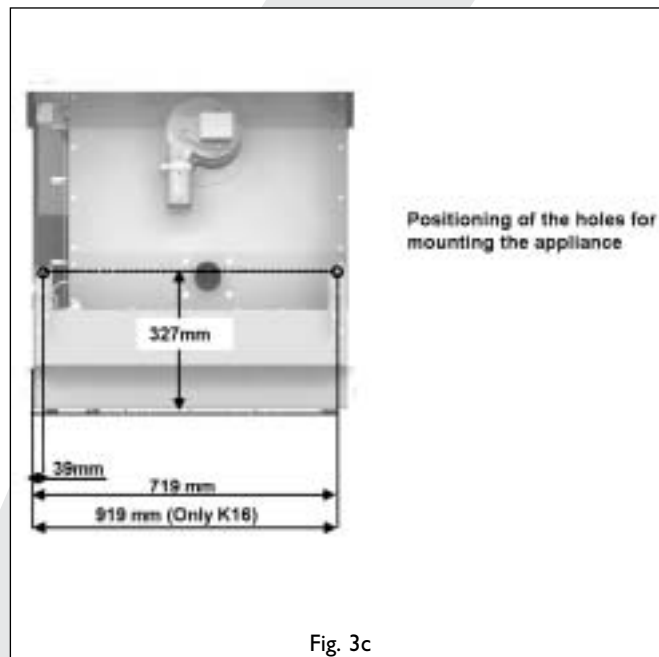 Positioning of the holes for
mounting the appliance
327mm
39mm
719 mm
919 mm (Only K16)
Fig. 3c